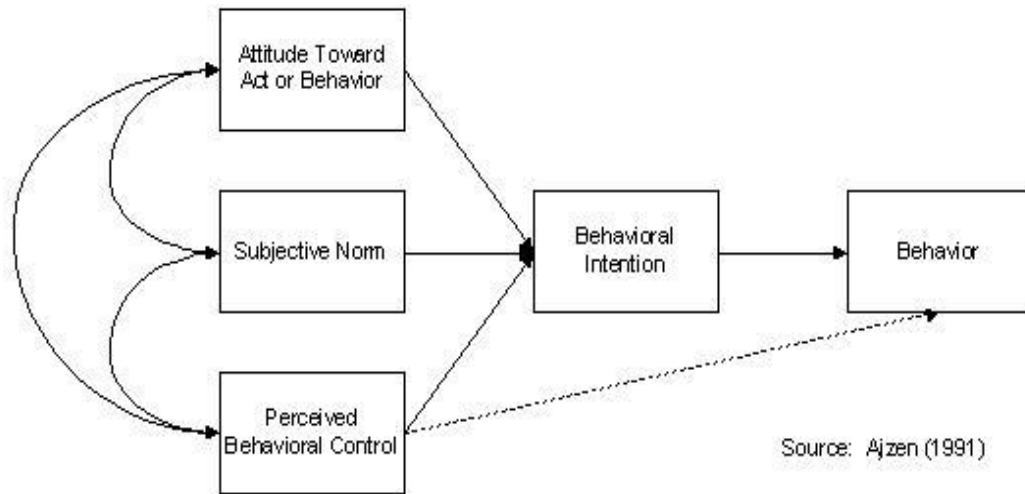 Attitude Toward
Act or Behavior
Subjective Norm
Behavioral
Intention
Behavior
Perceived
Behavioral Control
Source: Ajzen (1991)